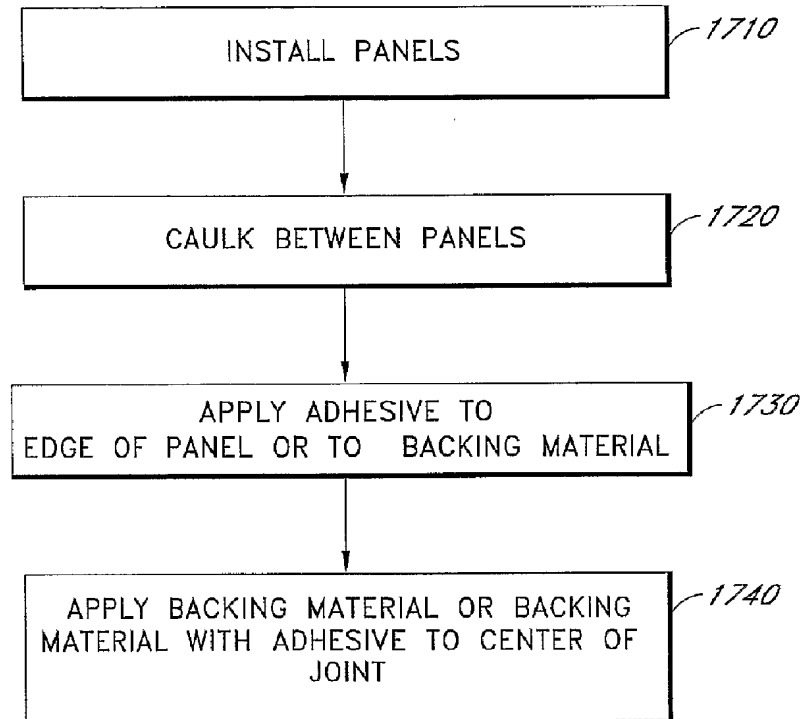 INSTALL PANELS
1710
CAULK BETWEEN PANELS
1720
APPLY ADHESIVE TO
EDGE OF PANEL OR TO BACKING MATERIAL
1730
APPLY BACKING MATERIAL OR BACKING
MATERIAL WITH ADHESIVE TO CENTER OF
JOINT
1740